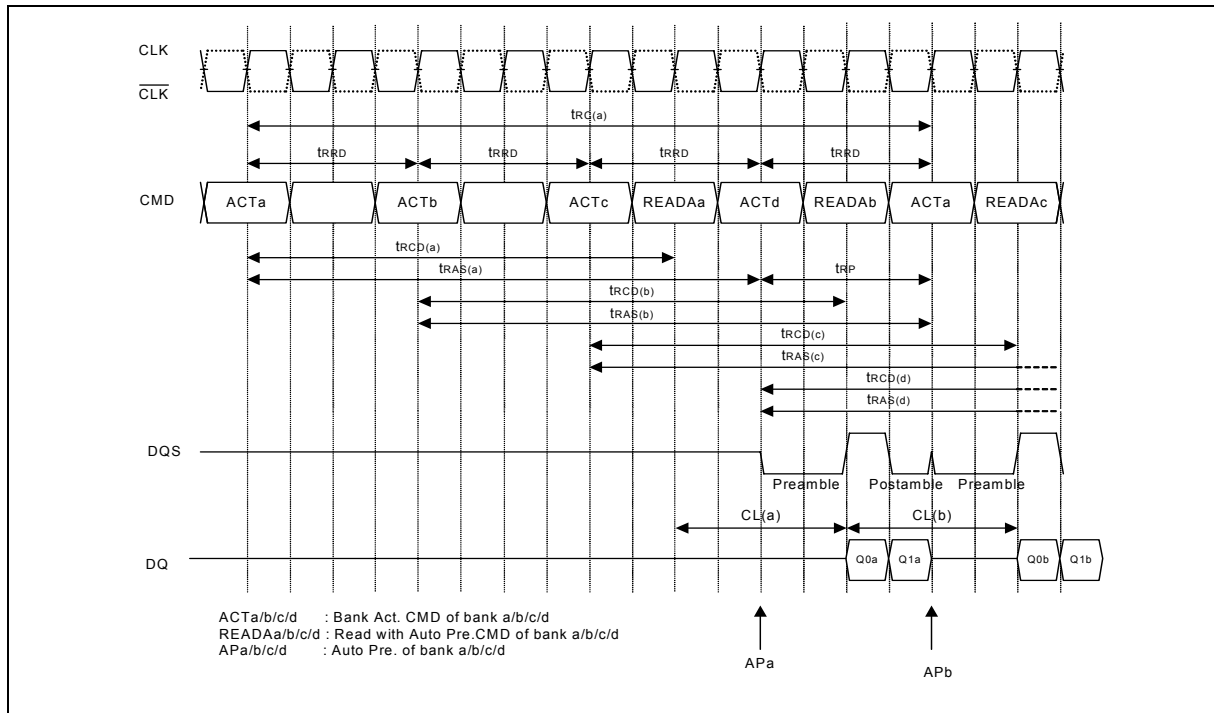 CLK
CLK
tRC(a)
tRRD tRRD tRRD tRRD
CMD ACTa ACTb ACTc READAa ACTd READAb ACTa READAc
tRCD(a)
tRAS(a) tRP
tRCD(b)
tRAS(b)
tRCD(c)
tRAS(c)
tRCD(d)
tRAS(d)
DQS
Preamble Postamble Preamble
CL(a) CL(b)
DQ Q0a Q1a Q0b Q1b
ACTa/b/c/d : Bank Act. CMD of bank a/b/c/d
READAa/b/c/d : Read with Auto Pre.CMD of bank a/b/c/d
APa/b/c/d : Auto Pre. of bank a/b/c/d
APa APb